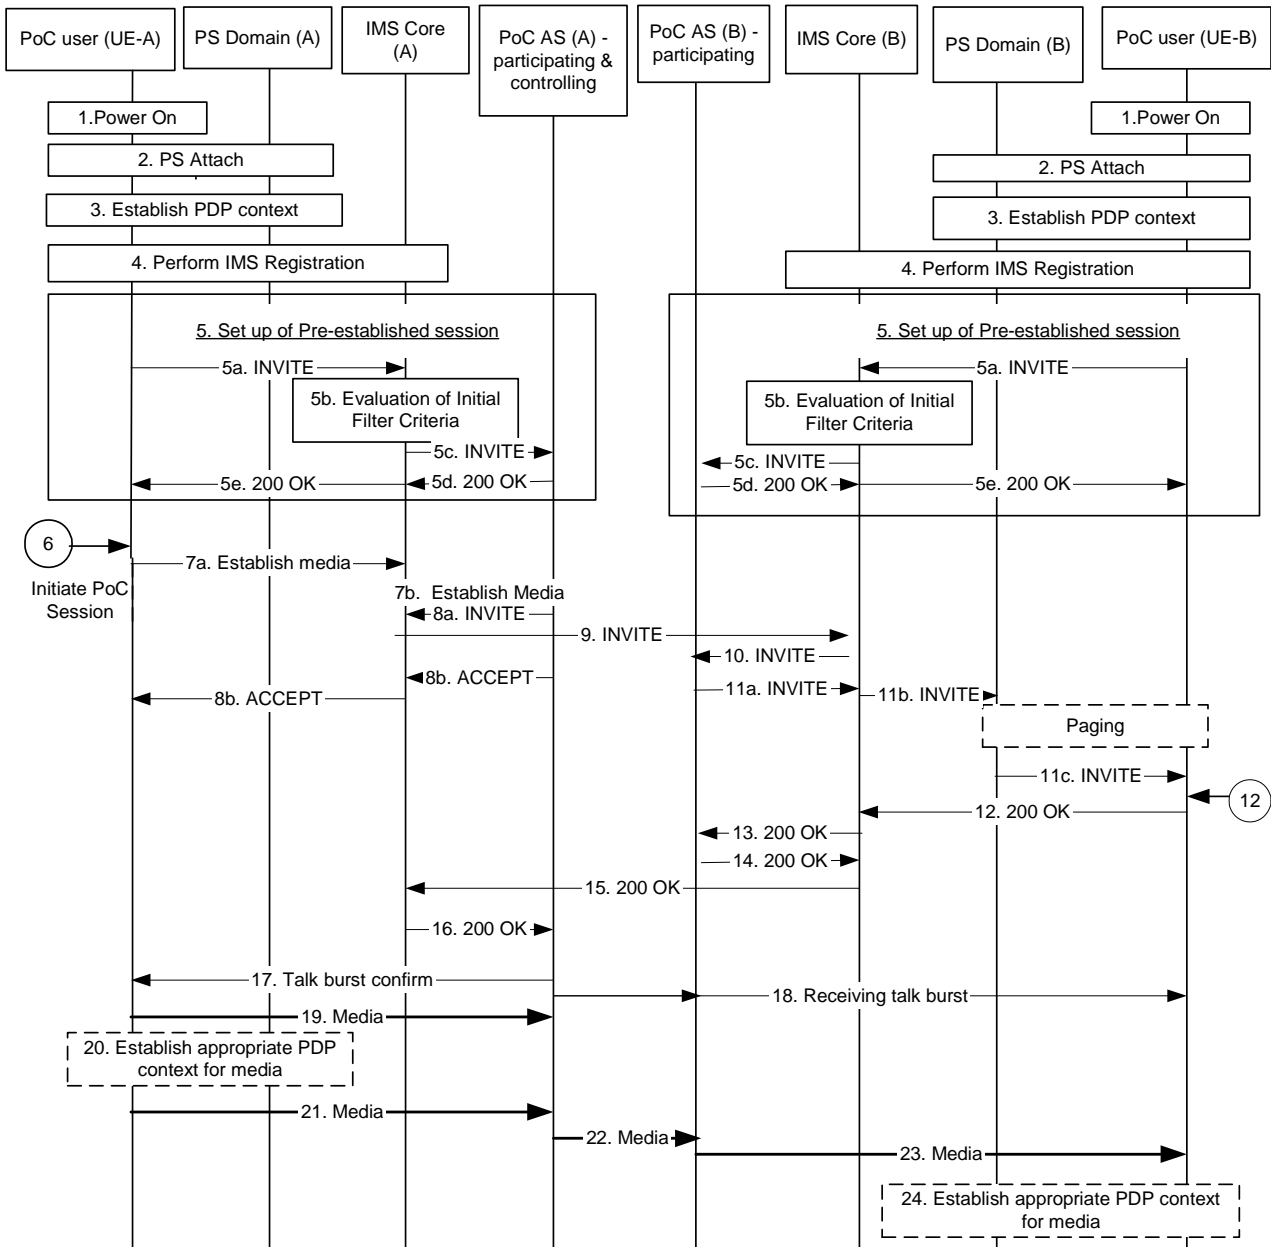 PoC user (UE-A)
PS Domain (A)
IMS Core
(A)
PoC AS (A) -
participating &
controlling
PoC AS (B) -
participating
IMS Core (B)
PS Domain (B)
PoC user (UE-B)
1.Power On
1.Power On
2. PS Attach
2. PS Attach
3. Establish PDP context
3. Establish PDP context
4. Perform IMS Registration
4. Perform IMS Registration
5. Set up of Pre-established session
5. Set up of Pre-established session
5a. INVITE
5a. INVITE
5b. Evaluation of Initial
Filter Criteria
5b. Evaluation of Initial
Filter Criteria
5c. INVITE
5c. INVITE
5e. 200 OK
5d. 200 OK
5d. 200 OK
5e. 200 OK
6
Initiate PoC
Session
7a. Establish media
7b. Establish Media
8a. INVITE
9. INVITE
10. INVITE
8b. ACCEPT
8b. ACCEPT
11a. INVITE
11b. INVITE
Paging
11c. INVITE
12
12. 200 OK
13. 200 OK
14. 200 OK
15. 200 OK
16. 200 OK
17. Talk burst confirm
18. Receiving talk burst
19. Media
20. Establish appropriate PDP
context for media
21. Media
22. Media
23. Media
24. Establish appropriate PDP context
for media